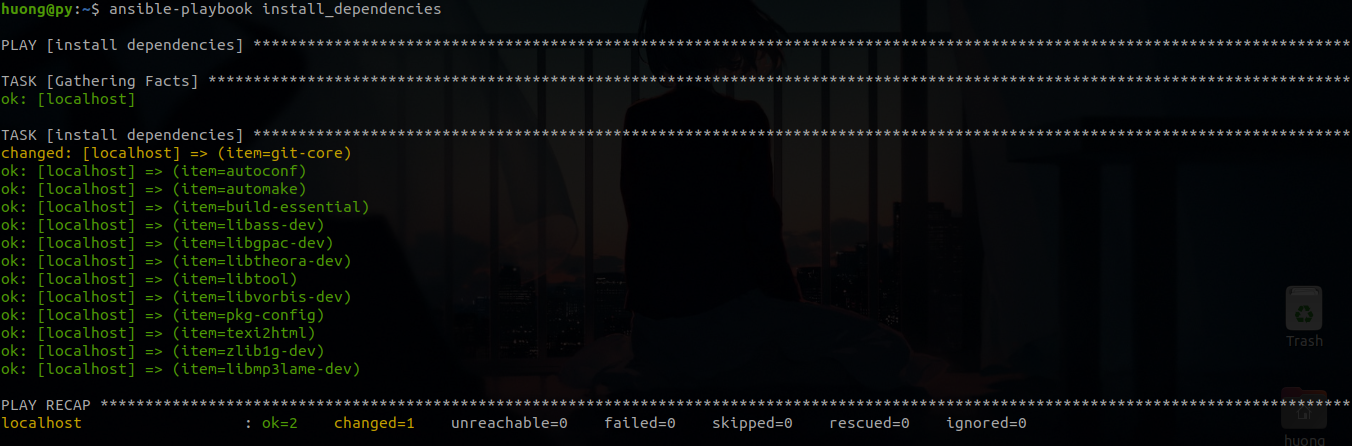 huong@py:~$ ansible-playbook install_dependencies
PLAY [install dependencies] **************************************************************************************************************************
TASK [Gathering Facts] *******************************************************************************************************************************
ok: [localhost]
TASK [install dependencies] **************************************************************************************************************************
changed: [localhost] => (item=git-core)
ok: [localhost] => (item=autoconf)
ok: [localhost] => (item=automake)
ok: [localhost] => (item=build-essential)
ok: [localhost] => (item=libass-dev)
ok: [localhost] => (item=libgpac-dev)
ok: [localhost] => (item=libtheora-dev)
ok: [localhost] => (item=libtool)
ok: [localhost] => (item=libvorbis-dev)
ok: [localhost] => (item=pkg-config)
ok: [localhost] => (item=texi2html)
ok: [localhost] => (item=zlib1g-dev)
ok: [localhost] => (item=libmp3lame-dev)
Trash
PLAY RECAP *******************************************************************************************************************************************
localhost                  : ok=2    changed=1    unreachable=0    failed=0    skipped=0    rescued=0    ignored=0
huong